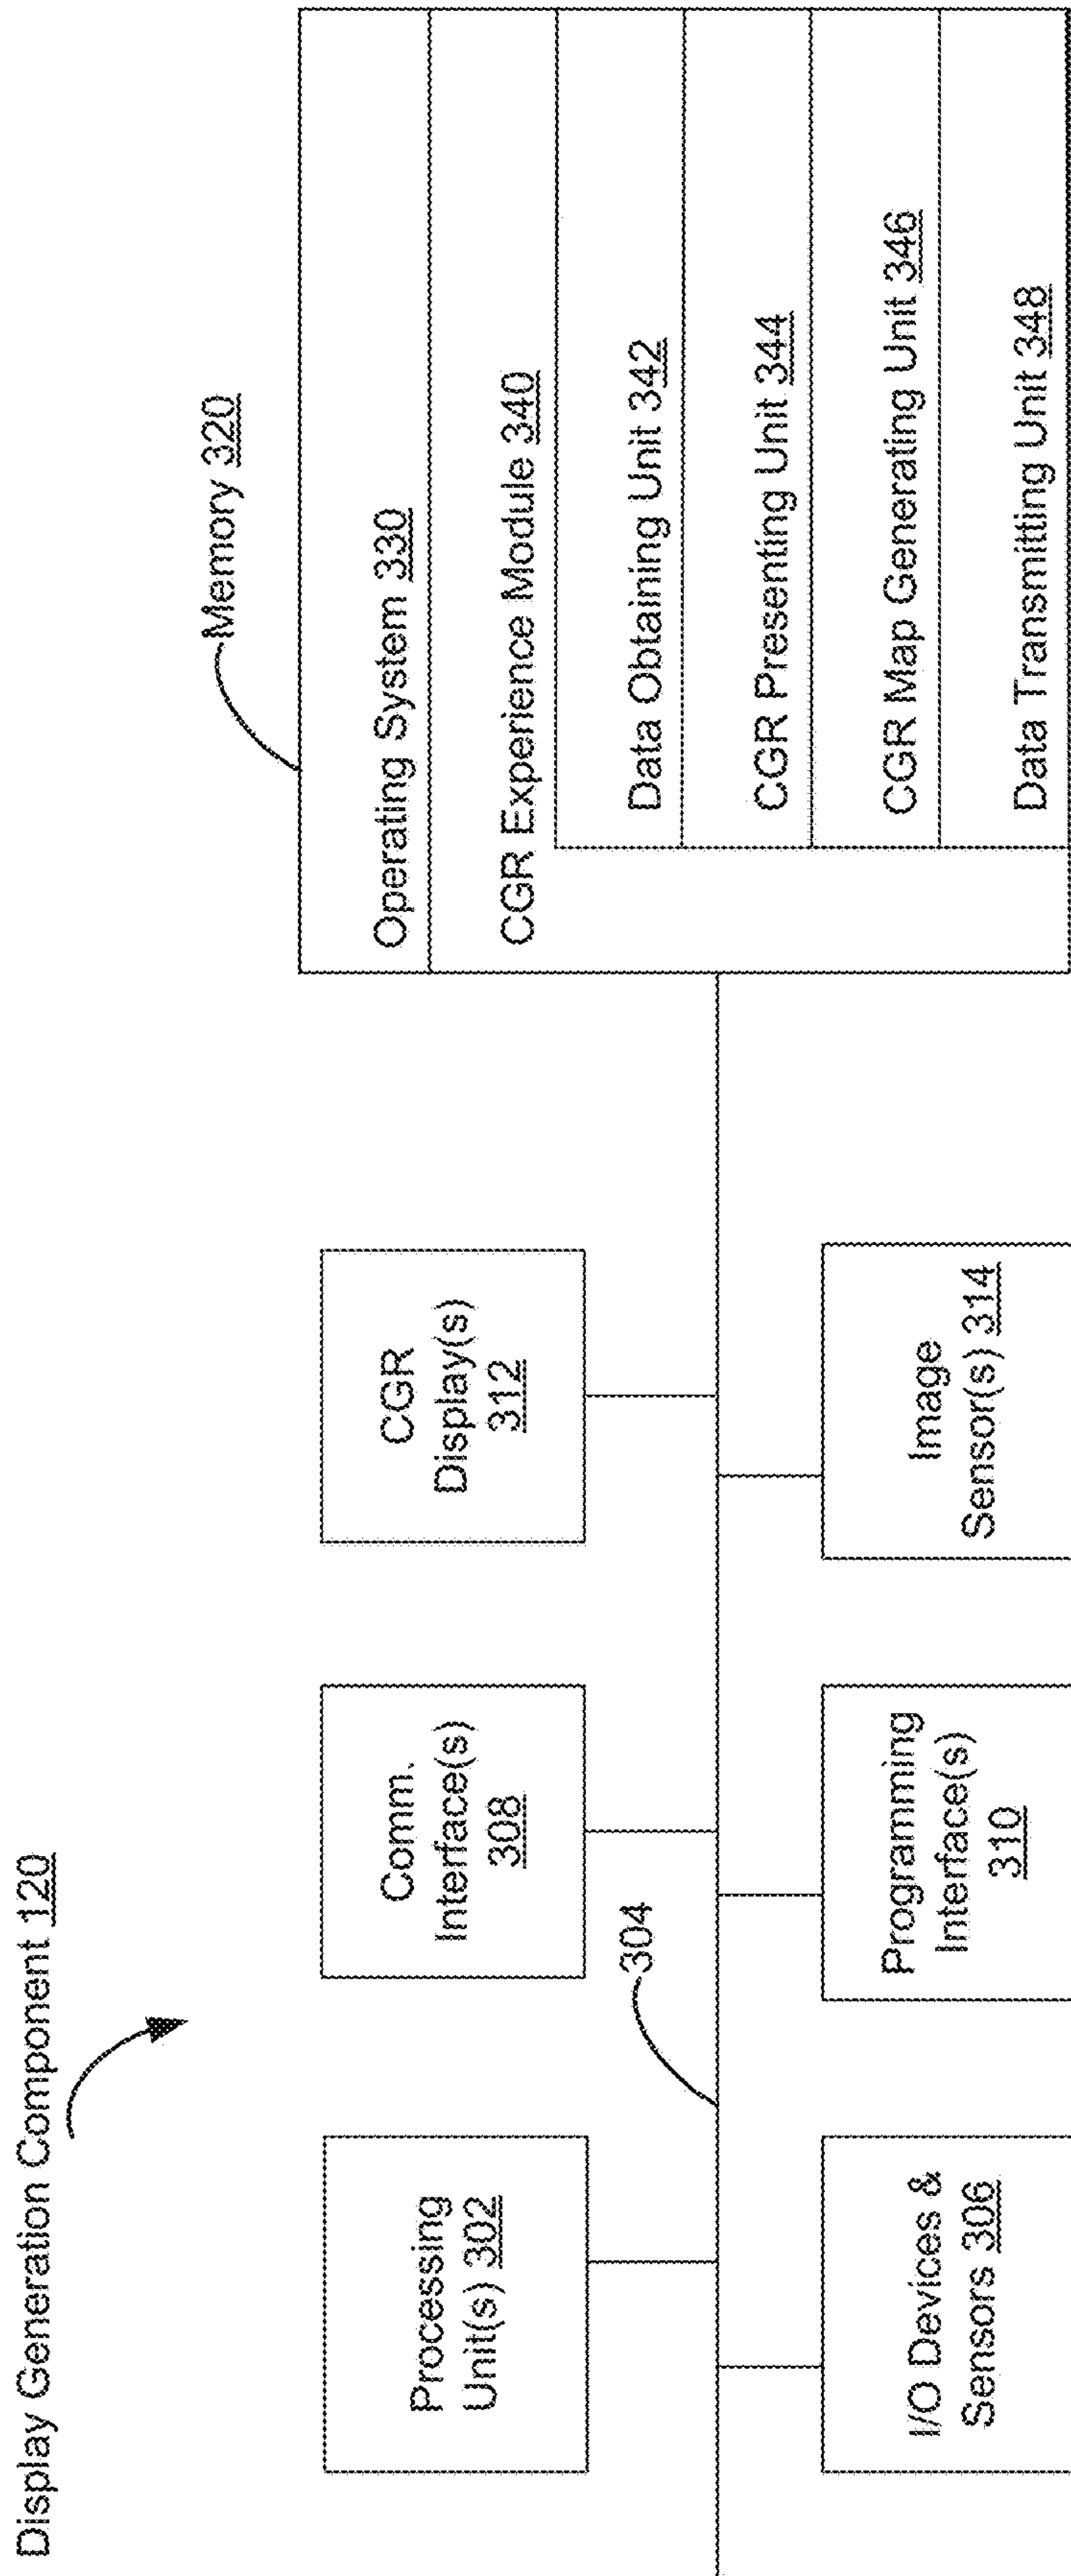 Display Generation Component 120
Processing
Unit(s) 302
Comm.
Interface(s)
308
CGR
Display(s)
312
304
I/O Devices &
Sensors 306
Programming
Interface(s)
310
Image
Sensor(s) 314
Memory 320
Operating System 330
CGR Experience Module 340
Data Obtaining Unit 342
CGR Presenting Unit 344
CGR Map Generating Unit 346
Data Transmitting Unit 348